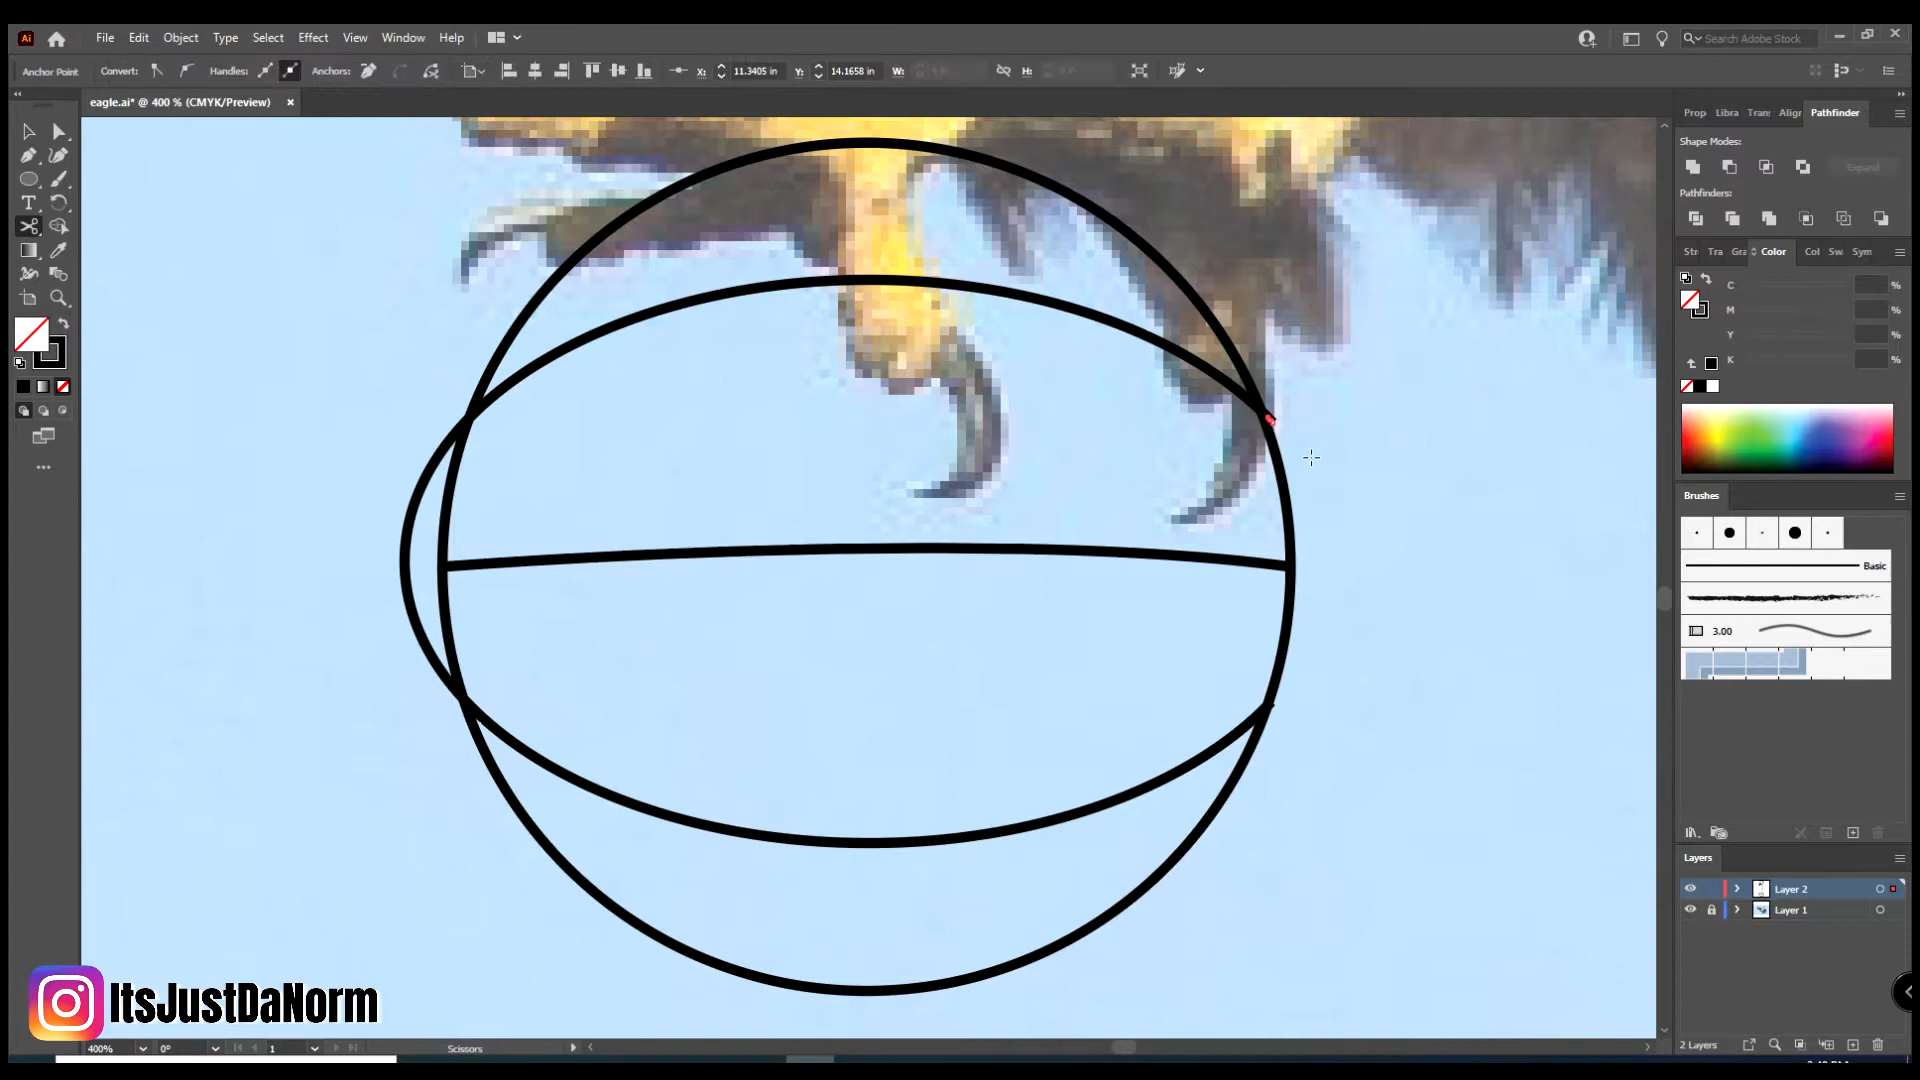 Ai File Edit Object Type Select Effect View Window Help Search Adobe Stock
Anchor Point Convert: Handles: Anchors: X: 11.3405 in Y: 14.1658 in W: H:
eagle.ai* @ 400 % (CMYK/Preview)
Prop Libra Tran: Aligr Pathfinder
Shape Modes:
Expand
Pathfinders:
Str Tra Gra Color Col Sw Sym
C %
M %
Y %
K %
Brushes
Basic
3.00
Layers
Layer 2
Layer 1
ItsJustDaNorm
400% 0° 1 Scissors
2 Layers